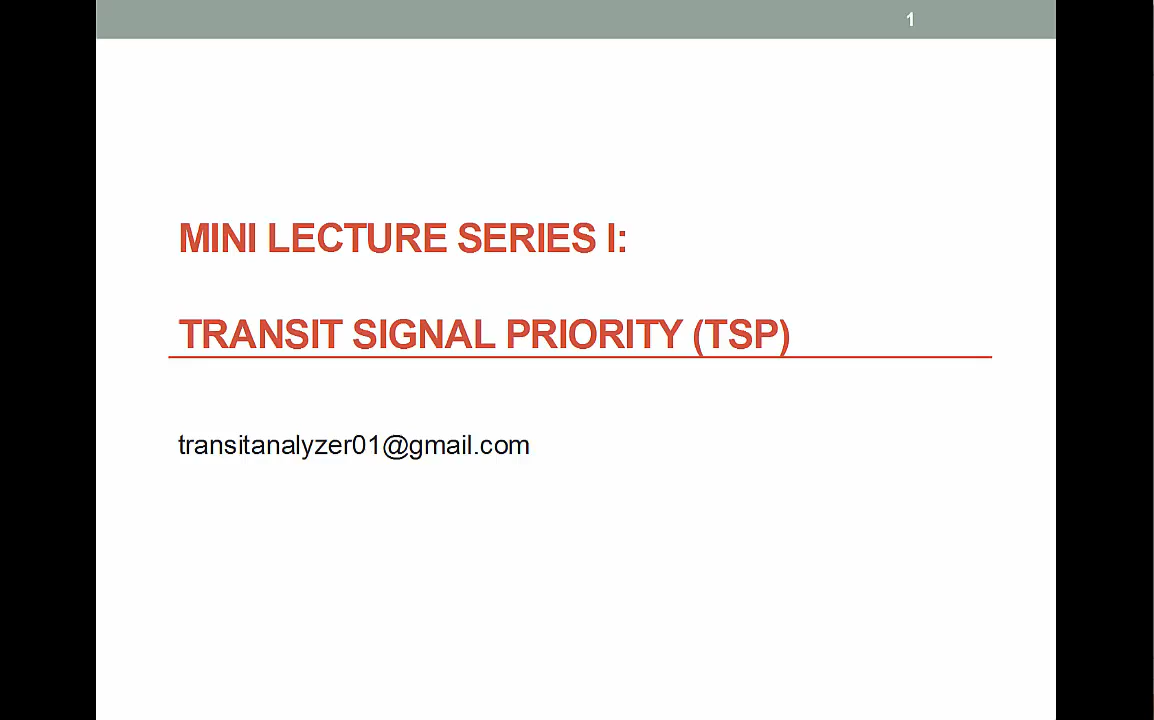 1
MINI LECTURE SERIES I:
TRANSIT SIGNAL PRIORITY (TSP)
transitanalyzer01@gmail.com